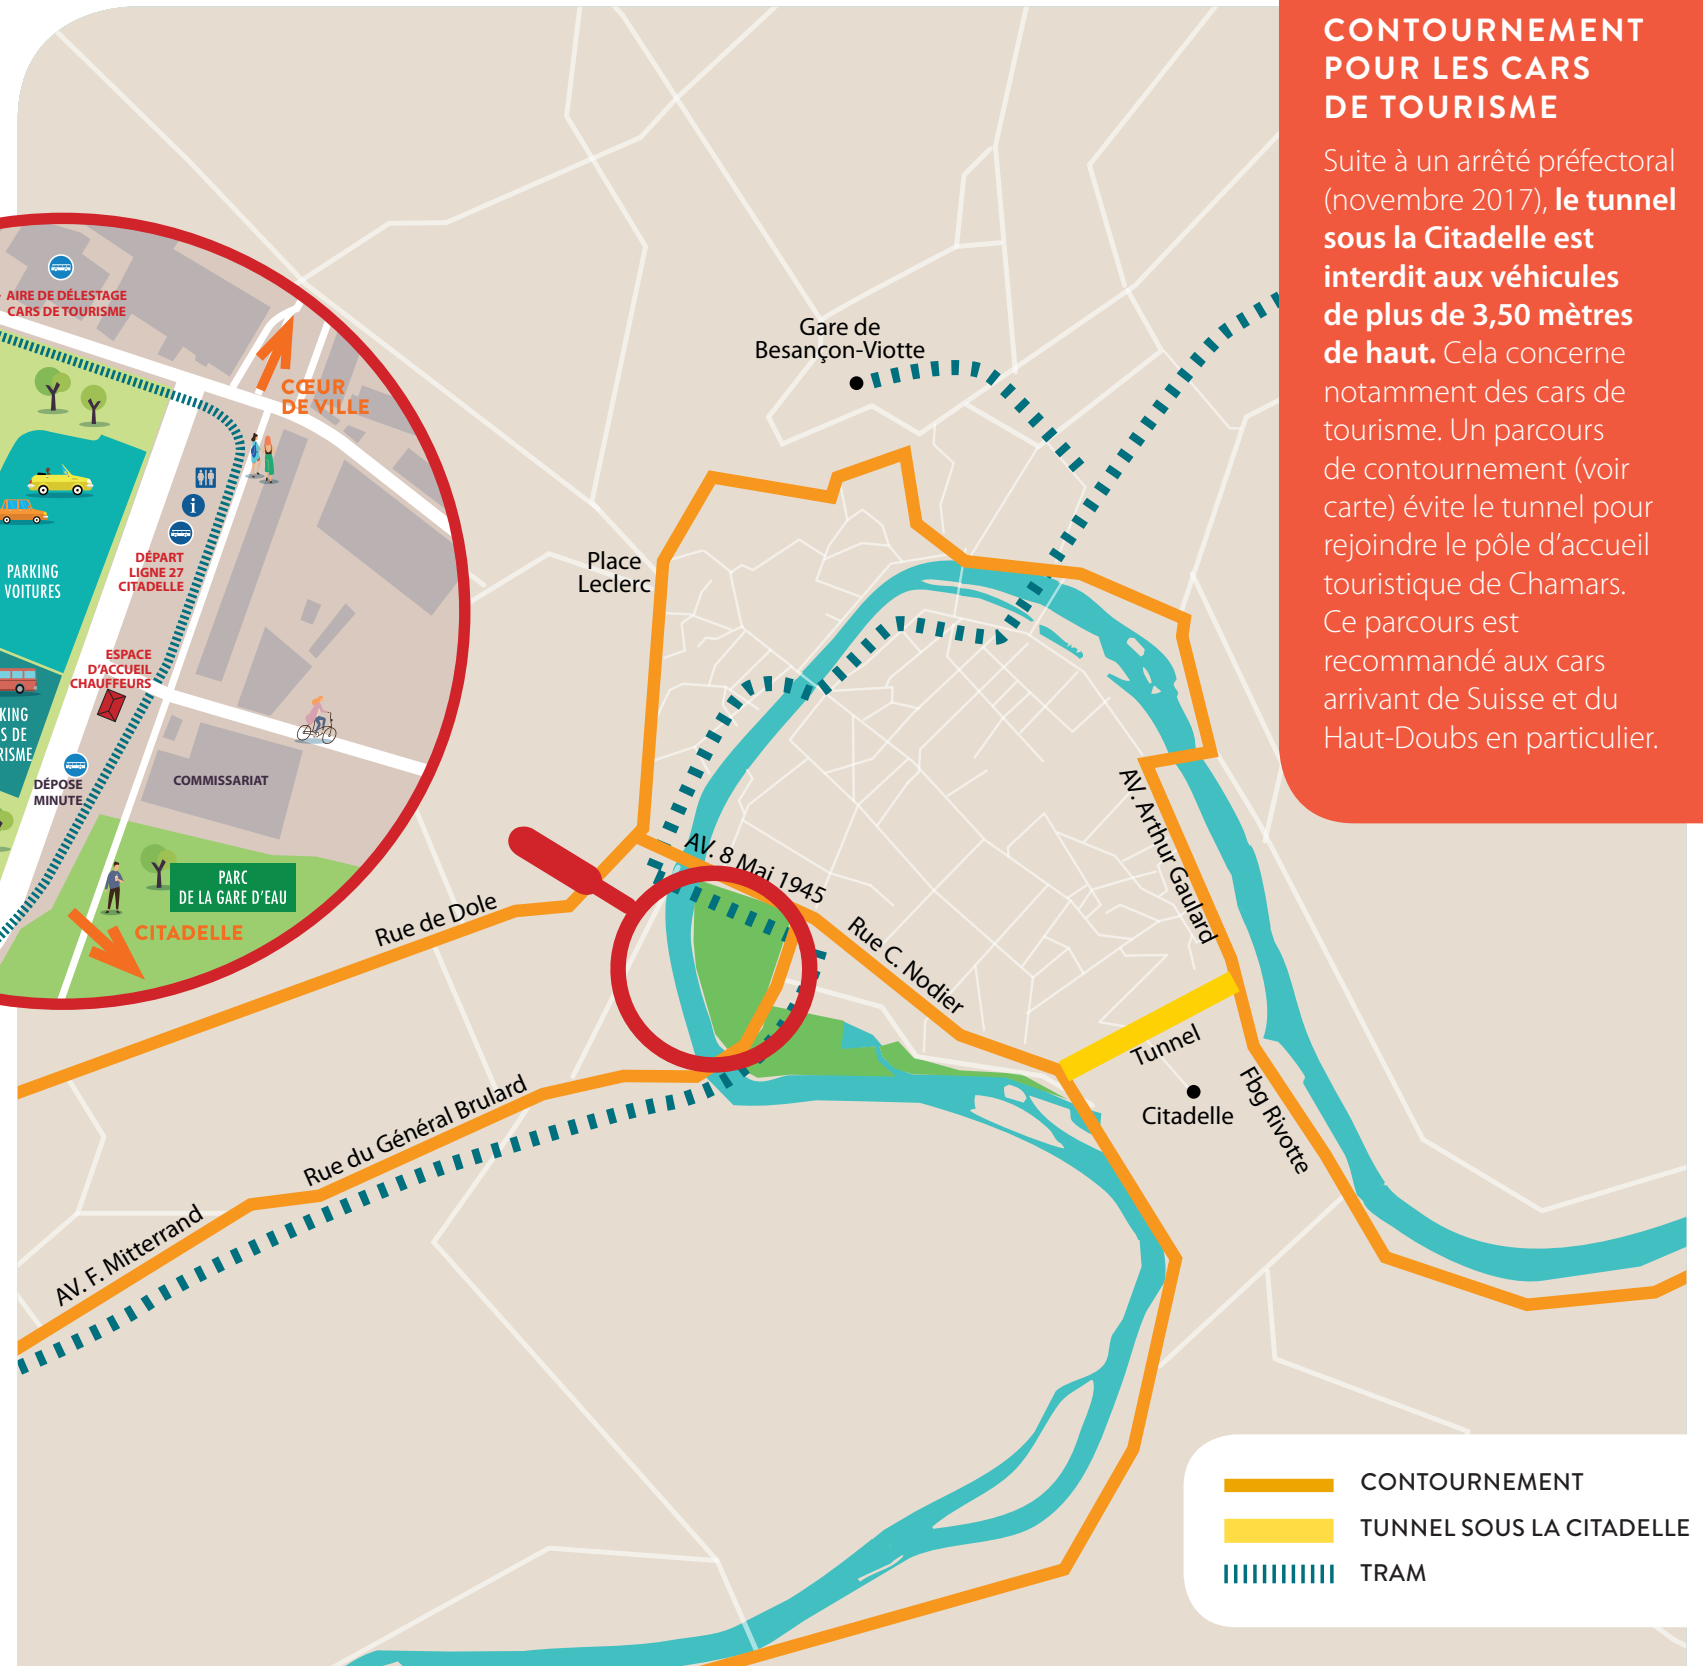 CONTOURNEMENT
POUR LES CARS
DE TOURISME
Suite à un arrêté préfectoral
(novembre 2017), le tunnel
sous la Citadelle est
interdit aux véhicules
de plus de 3,50 mètres
de haut. Cela concerne
notamment des cars de
tourisme. Un parcours
de contournement (voir
carte) évite le tunnel pour
rejoindre le pôle d'accueil
touristique de Chamars.
Ce parcours est
recommandé aux cars
arrivant de Suisse et du
Haut-Doubs en particulier.
AIRE DE DÉLESTAGE
CARS DE TOURISME
CŒUR
DE VILLE
i
DÉPART
LIGNE 27
CITADELLE
PARKING
VOITURES
ESPACE
D'ACCUEIL
CHAUFFEURS
KING
S DE
RISME
DÉPOSE
MINUTE
COMMISSARIAT
PARC
DE LA GARE D'EAU
CITADELLE
Gare de
Besançon-Viotte
Place
Leclerc
AV. 8 Mai 1945
Rue de Dole
Rue C. Nodier
AV. Arthur Gaulard
Tunnel
Citadelle
Fbg Rivotte
Rue du Général Brulard
AV. F. Mitterrand
CONTOURNEMENT
TUNNEL SOUS LA CITADELLE
TRAM